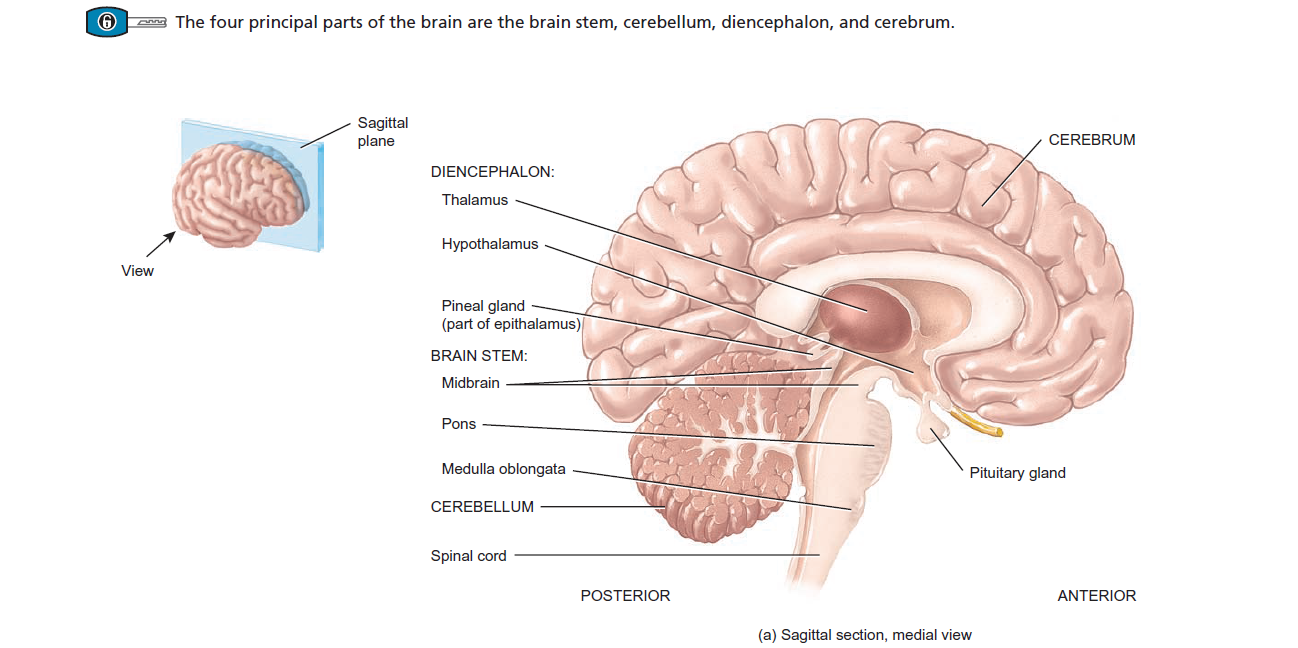 The four principal parts of the brain are the brain stem, cerebellum, diencephalon, and cerebrum.
Sagittal
plane
View
DIENCEPHALON:
Thalamus
Hypothalamus
Pineal gland
(part of epithalamus)
BRAIN STEM:
Midbrain
Pons
Medulla oblongata
CEREBELLUM
Spinal cord
CEREBRUM
Pituitary gland
POSTERIOR
ANTERIOR
(a) Sagittal section, medial view